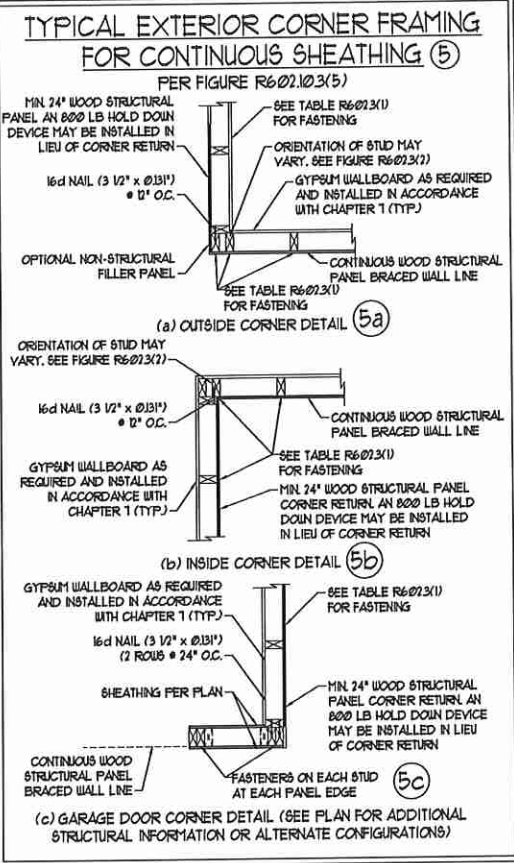 TYPICAL EXTERIOR CORNER FRAMING
FOR CONTINUOUS SHEATHING 5
PER FIGURE R602.10.3(5)
MIN. 24" WOOD STRUCTURAL
PANEL AN 800 LB HOLD DOWN
DEVICE MAY BE INSTALLED IN
LIEU OF CORNER RETURN
16d NAIL (3 1/2" x 0.131")
@ 12" O.C.
OPTIONAL NON-STRUCTURAL
FILLER PANEL
SEE TABLE R602.3(1)
FOR FASTENING
ORIENTATION OF STUD MAY
VARY. SEE FIGURE R602.3(2)
GYPSUM WALLBOARD AS REQUIRED
AND INSTALLED IN ACCORDANCE
WITH CHAPTER 7 (TYP.)
CONTINUOUS WOOD STRUCTURAL
PANEL BRACED WALL LINE
SEE TABLE R602.3(1)
FOR FASTENING
(a) OUTSIDE CORNER DETAIL 5a
ORIENTATION OF STUD MAY
VARY. SEE FIGURE R602.3(2)
16d NAIL (3 1/2" x 0.131")
@ 12" O.C.
GYPSUM WALLBOARD AS
REQUIRED AND INSTALLED
IN ACCORDANCE WITH
CHAPTER 7 (TYP.)
CONTINUOUS WOOD STRUCTURAL
PANEL BRACED WALL LINE
SEE TABLE R602.3(1)
FOR FASTENING
MIN. 24" WOOD STRUCTURAL PANEL
CORNER RETURN. AN 800 LB HOLD
DOWN DEVICE MAY BE INSTALLED
IN LIEU OF CORNER RETURN
(b) INSIDE CORNER DETAIL 5b
GYPSUM WALLBOARD AS REQUIRED
AND INSTALLED IN ACCORDANCE
WITH CHAPTER 7 (TYP.)
16d NAIL (3 1/2" x 0.131")
(2 ROWS @ 24" O.C.
SHEATHING PER PLAN
CONTINUOUS WOOD
STRUCTURAL PANEL
BRACED WALL LINE
SEE TABLE R602.3(1)
FOR FASTENING
MIN. 24" WOOD STRUCTURAL
PANEL CORNER RETURN. AN
800 LB HOLD DOWN DEVICE
MAY BE INSTALLED IN LIEU
OF CORNER RETURN
FASTENERS ON EACH STUD
AT EACH PANEL EDGE
5c
(c) GARAGE DOOR CORNER DETAIL (SEE PLAN FOR ADDITIONAL
STRUCTURAL INFORMATION OR ALTERNATE CONFIGURATIONS)